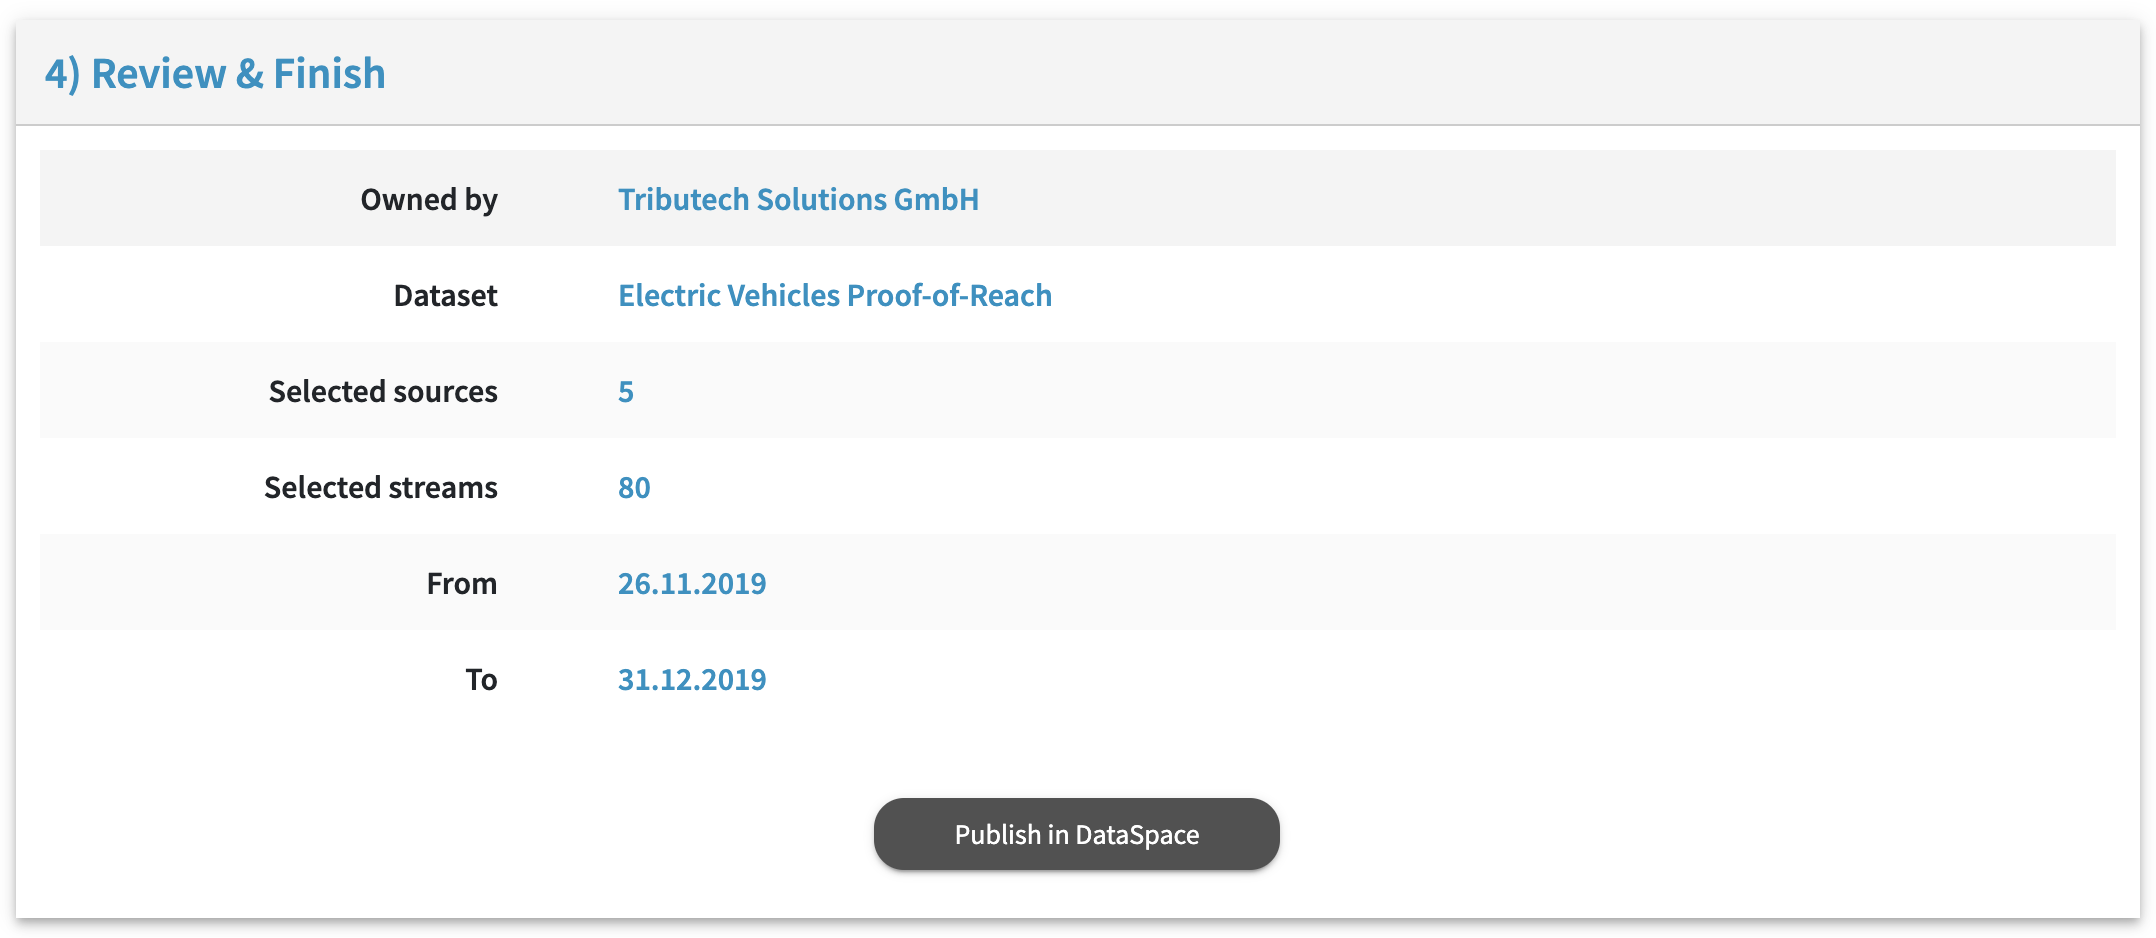 4) Review & Finish
Owned by Tributech Solutions GmbH
Dataset Electric Vehicles Proof-of-Reach
Selected sources 5
Selected streams 80
From 26.11.2019
To 31.12.2019
Publish in DataSpace